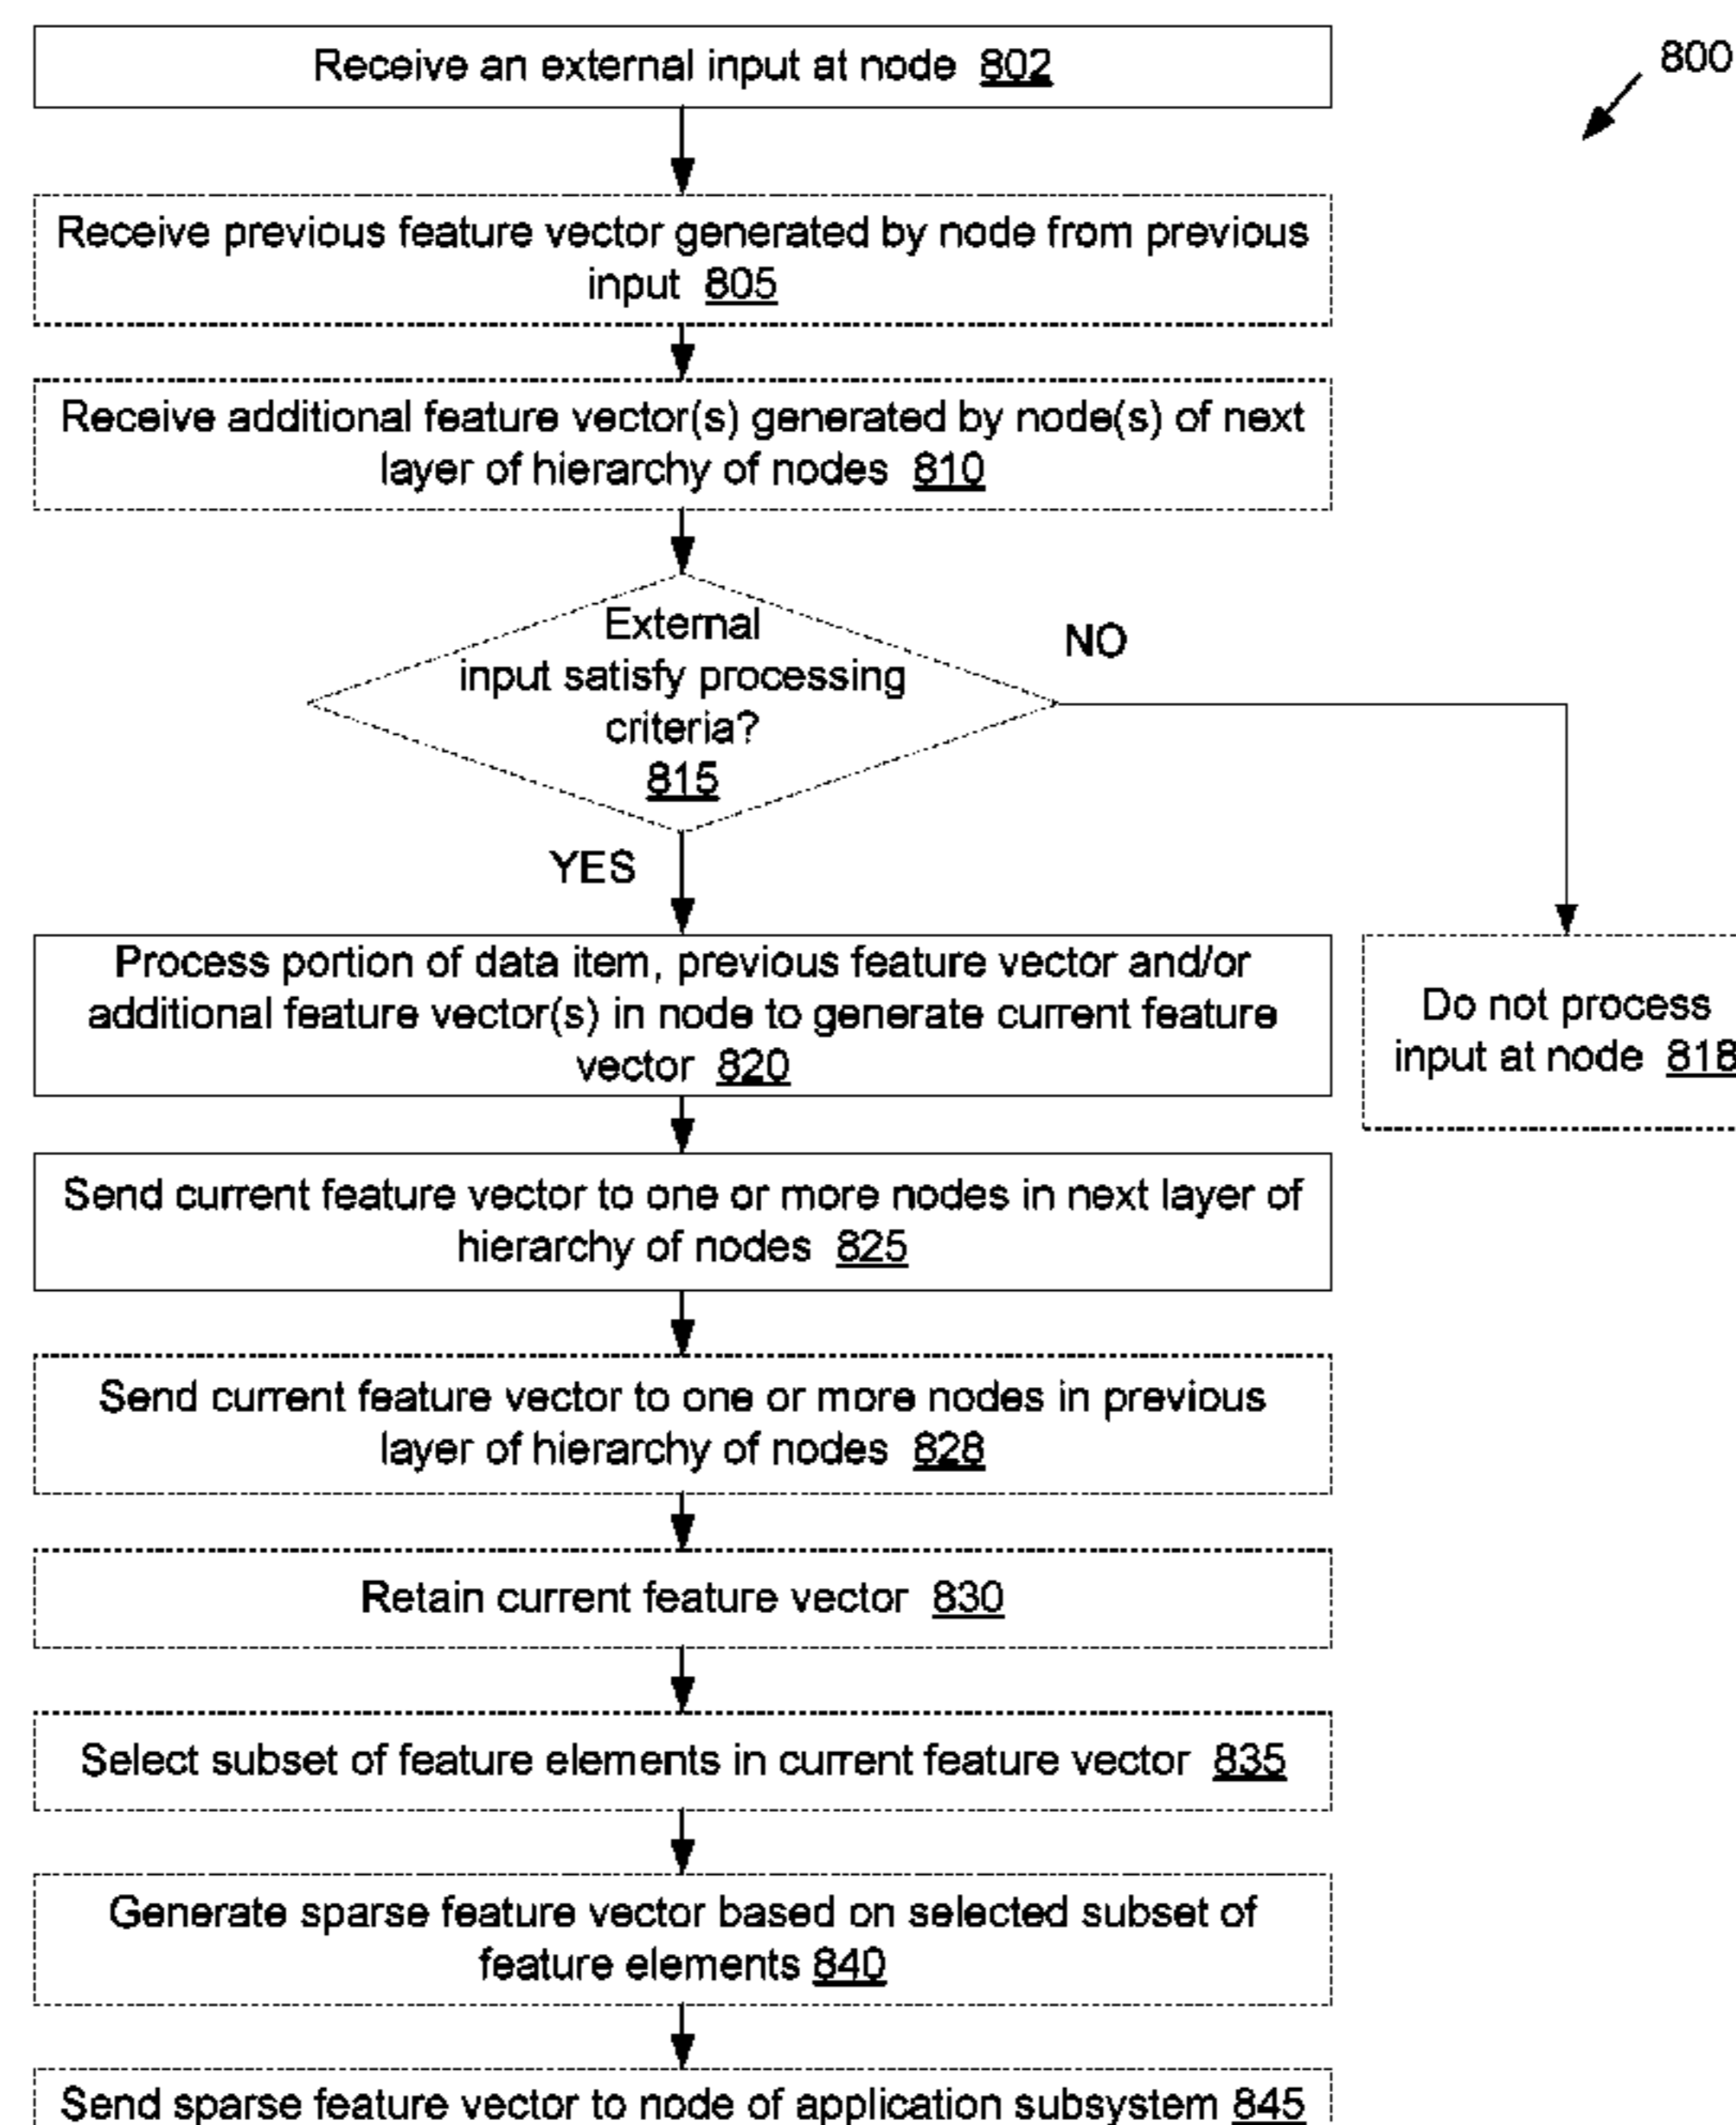 Receive an external input at node 802
800
Receive previous feature vector generated by node from previous
input 805
Receive additional feature vector(s) generated by node(s) of next
layer of hierarchy of nodes 810
External
input satisfy processing
criteria?
815
NO
YES
Process portion of data item, previous feature vector and/or
additional feature vector(s) in node to generate current feature
vector 820
Do not process
input at node 818
Send current feature vector to one or more nodes in next layer of
hierarchy of nodes 825
Send current feature vector to one or more nodes in previous
layer of hierarchy of nodes 828
Retain current feature vector 830
Select subset of feature elements in current feature vector 835
Generate sparse feature vector based on selected subset of
feature elements 840
Send sparse feature vector to node of application subsystem 845